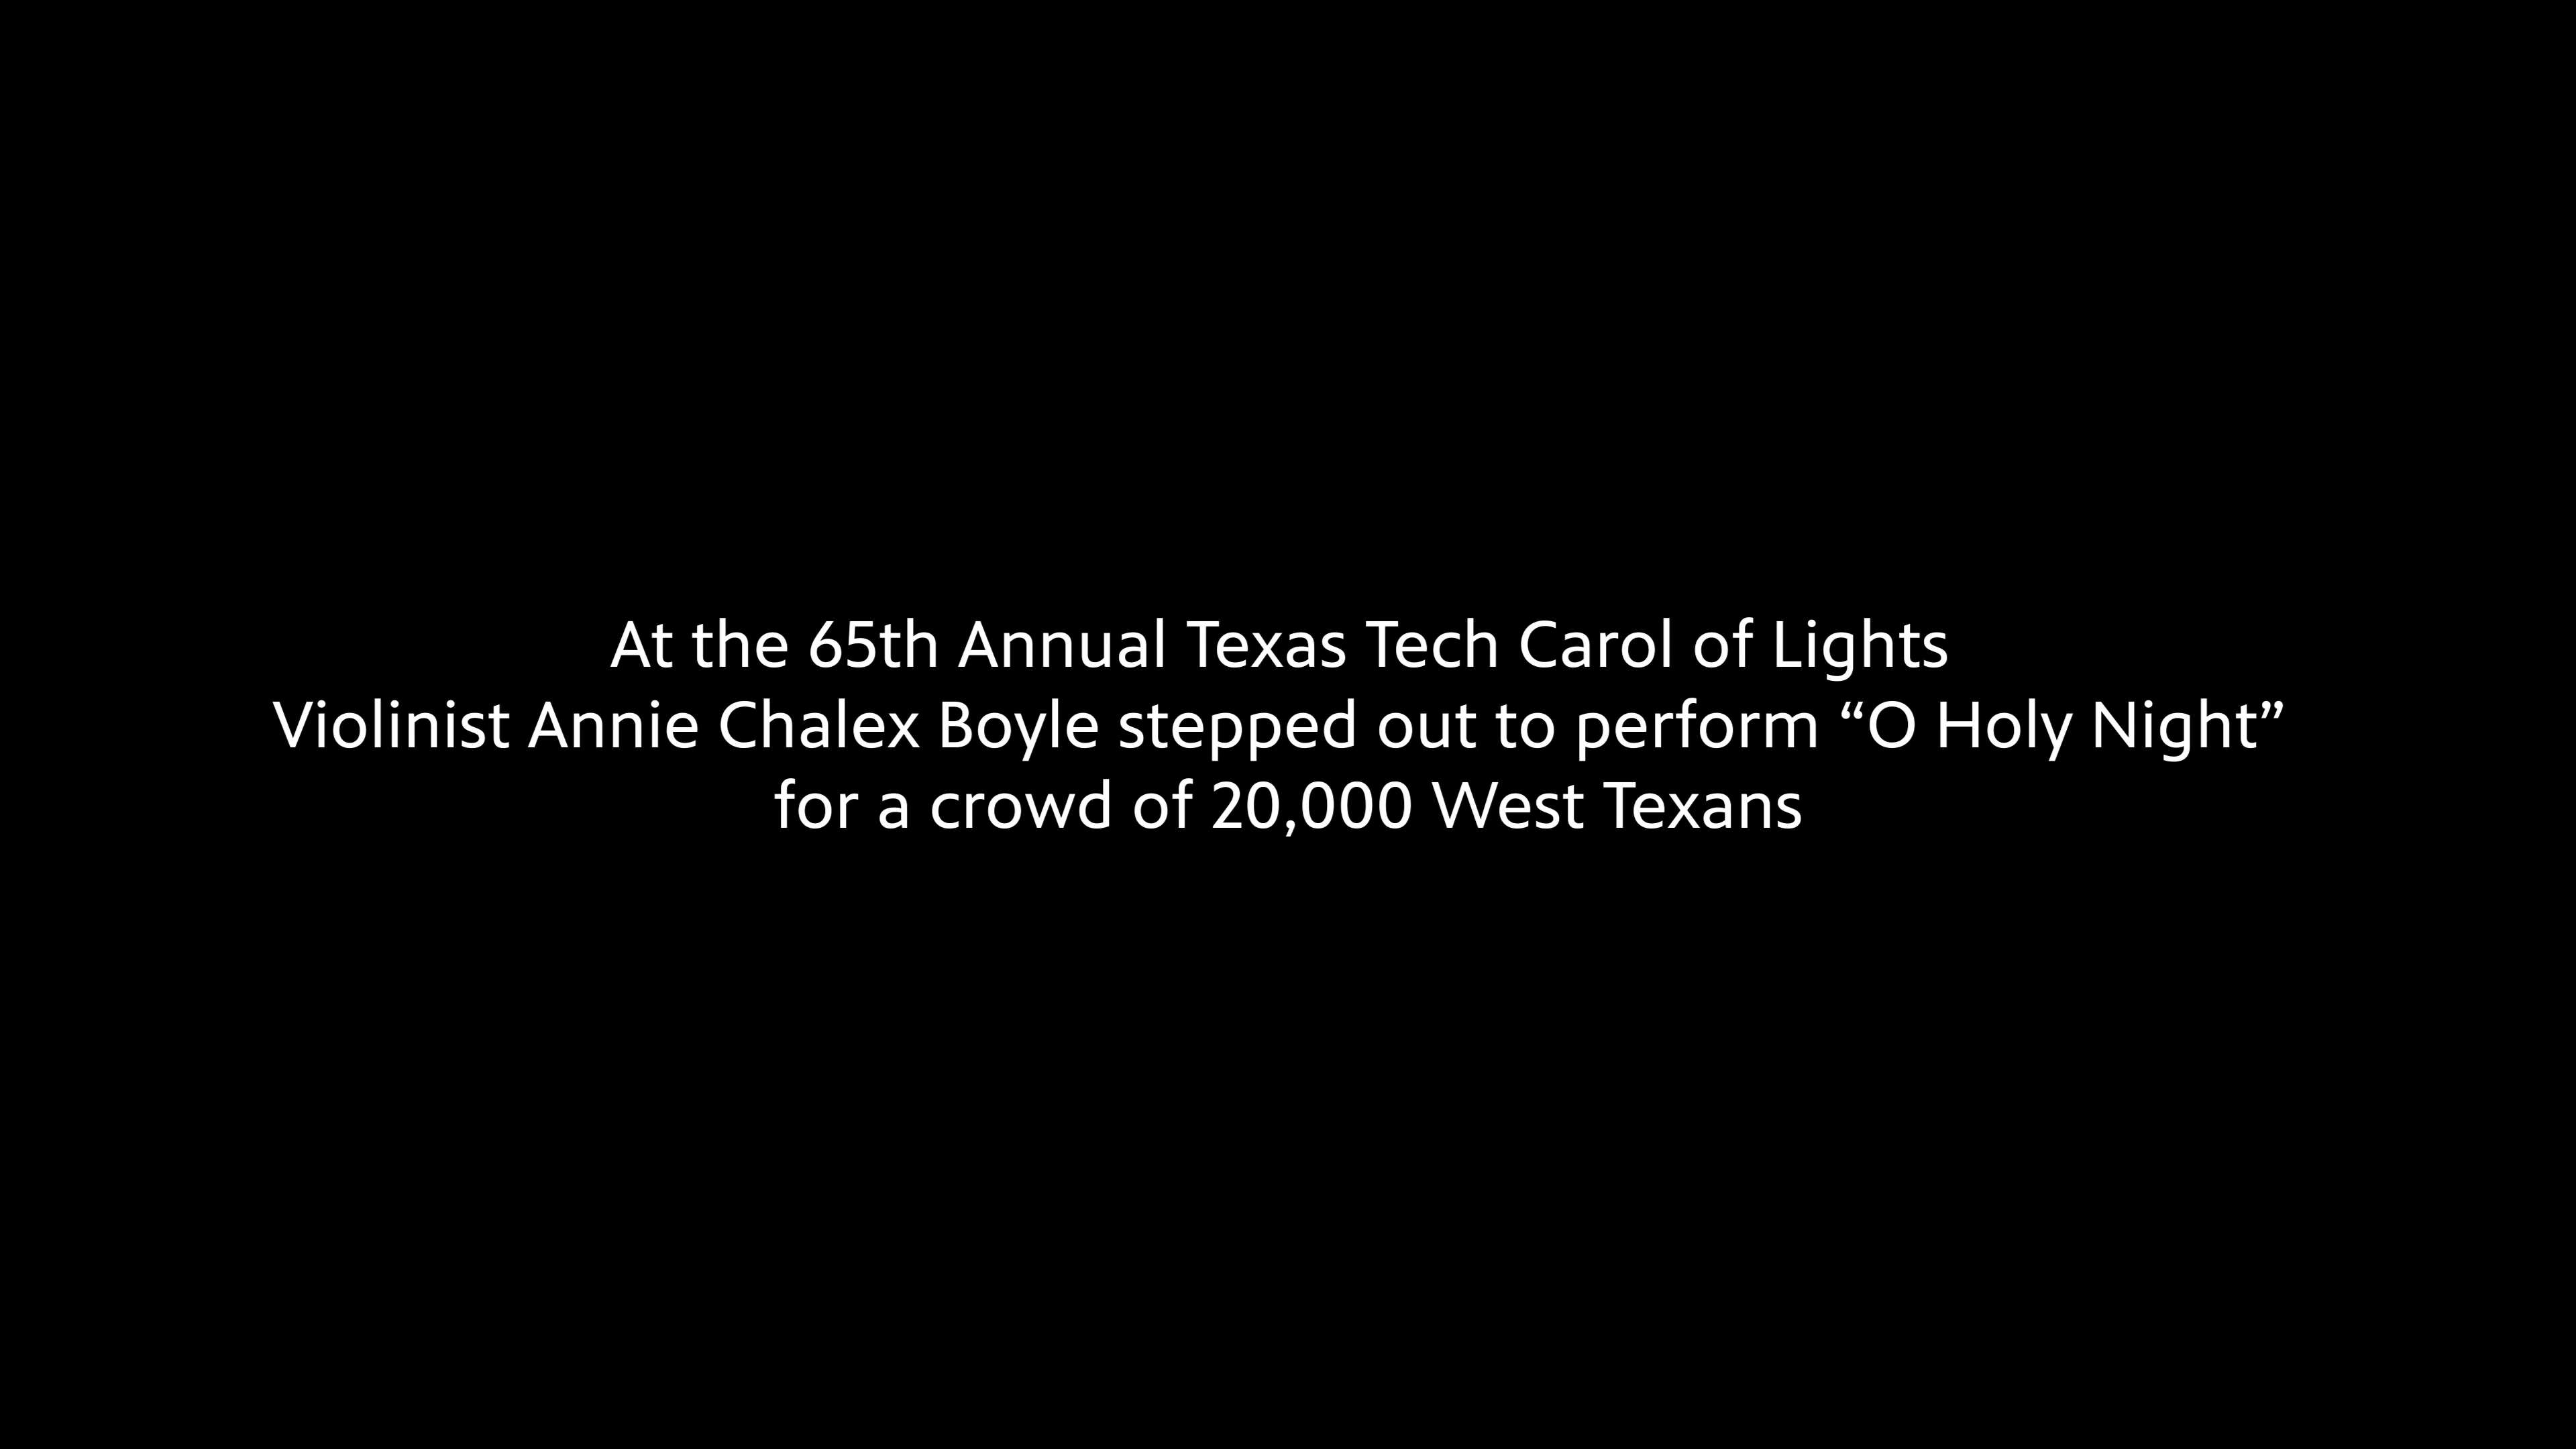 At the 65th Annual Texas Tech Carol of Lights
Violinist Annie Chalex Boyle stepped out to perform “O Holy Night”
for a crowd of 20,000 West Texans